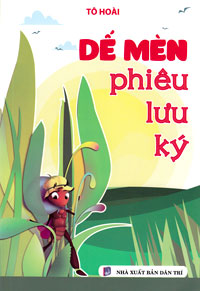 TÔ HOÀI
DẾ MÈN
phiêu
lưu
ký
NHÀ XUẤT BẢN DÂN TRÍ